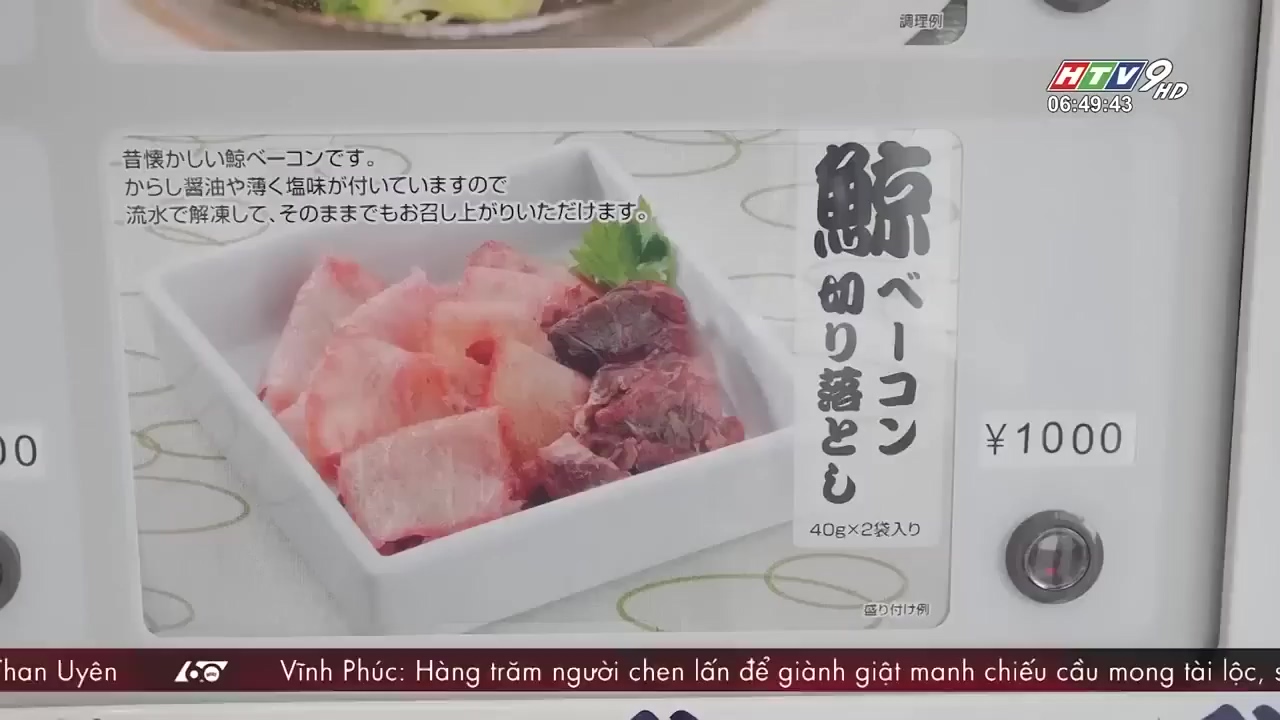 調理例
HTV9 HD
06:49:43
昔懐かしい鯨ベーコンです。
からし醤油や薄く塩味が付いていますので
流水で解凍して、そのままでもお召し上がりいただけます。
鯨ベーコン
切り落とし
40g×2袋入り
盛り付け例
00
¥1000
Than Uyên
60
Vĩnh Phúc: Hàng trăm người chen lấn để giành giật manh chiếu cầu mong tài lộc, s